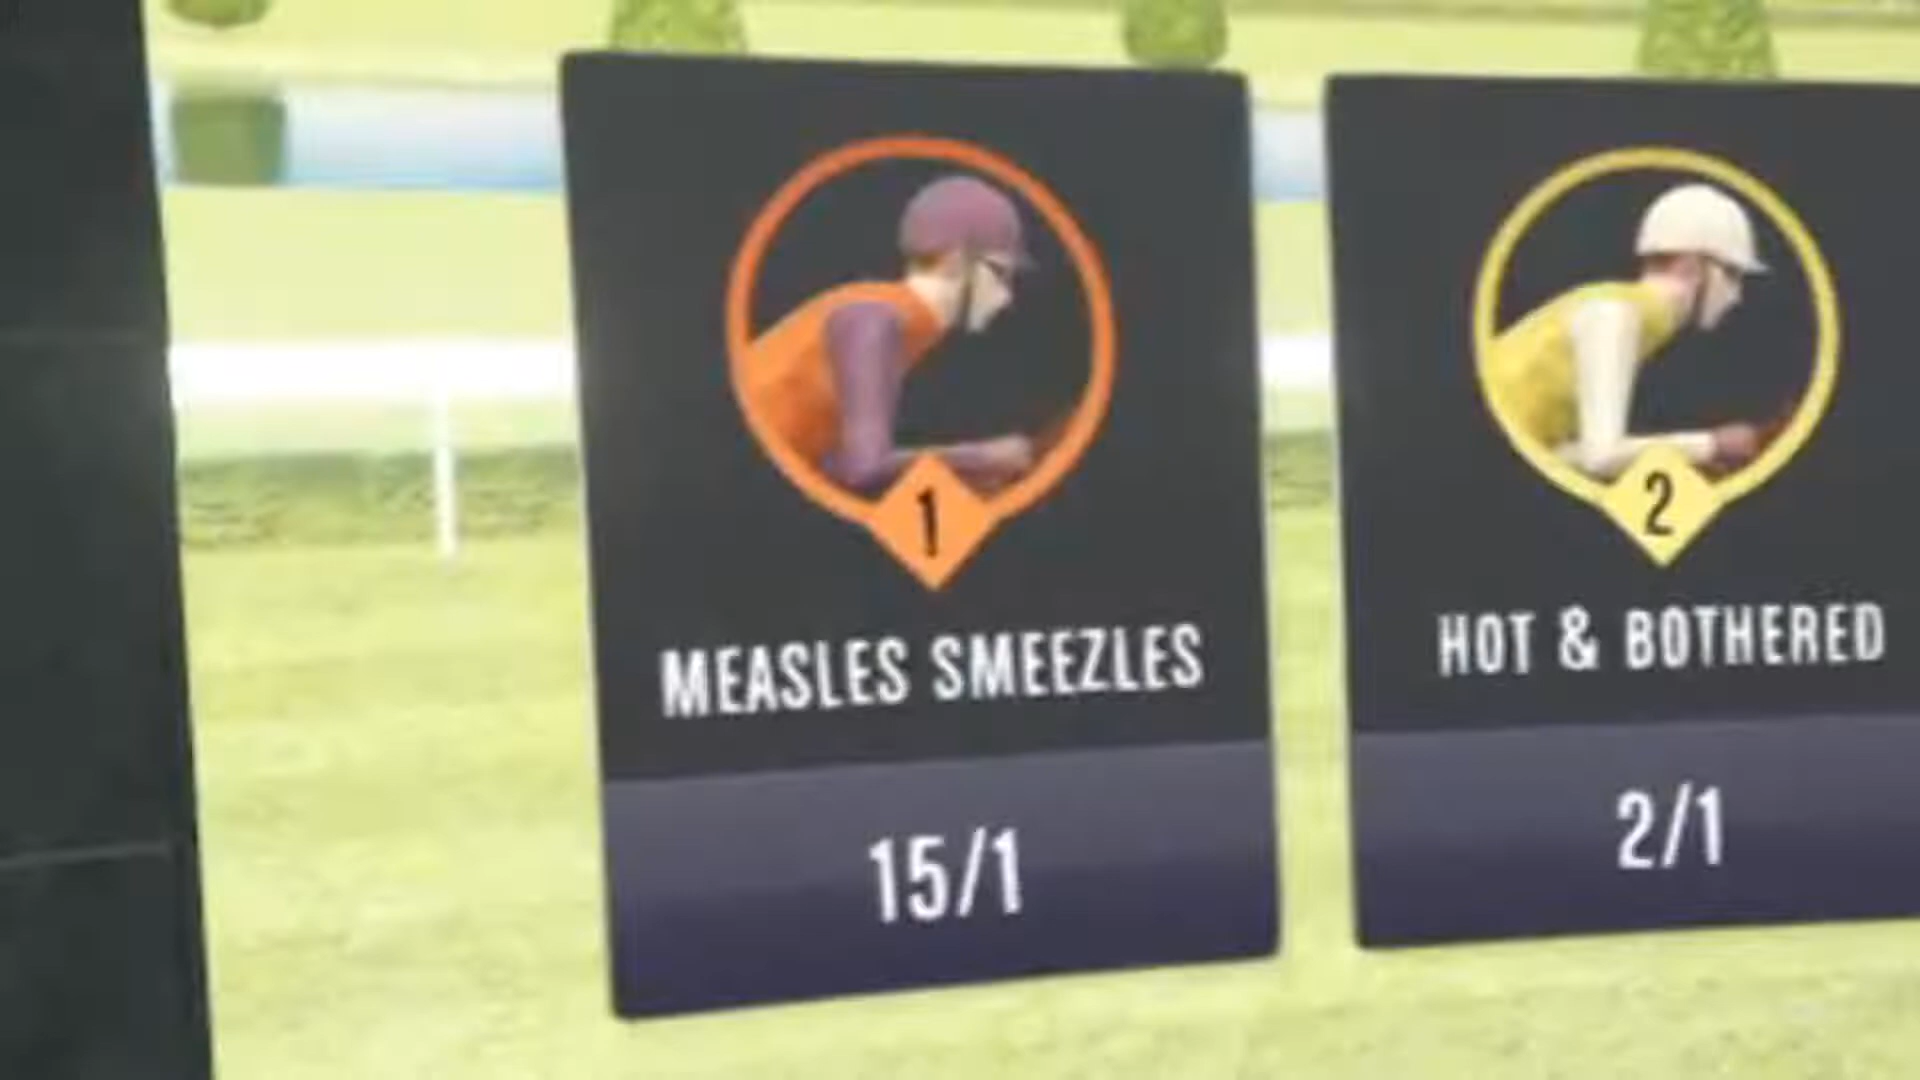 1
MEASLES SMEEZLES
15/1
2
HOT & BOTHERED
2/1